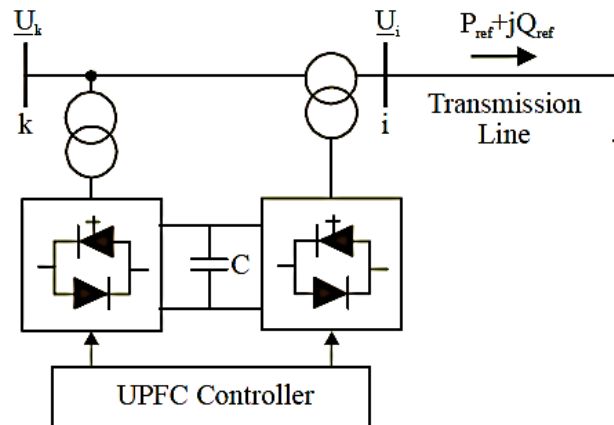 U_k
U_i
P_ref+jQ_ref
k
i
Transmission
Line
C
UPFC Controller